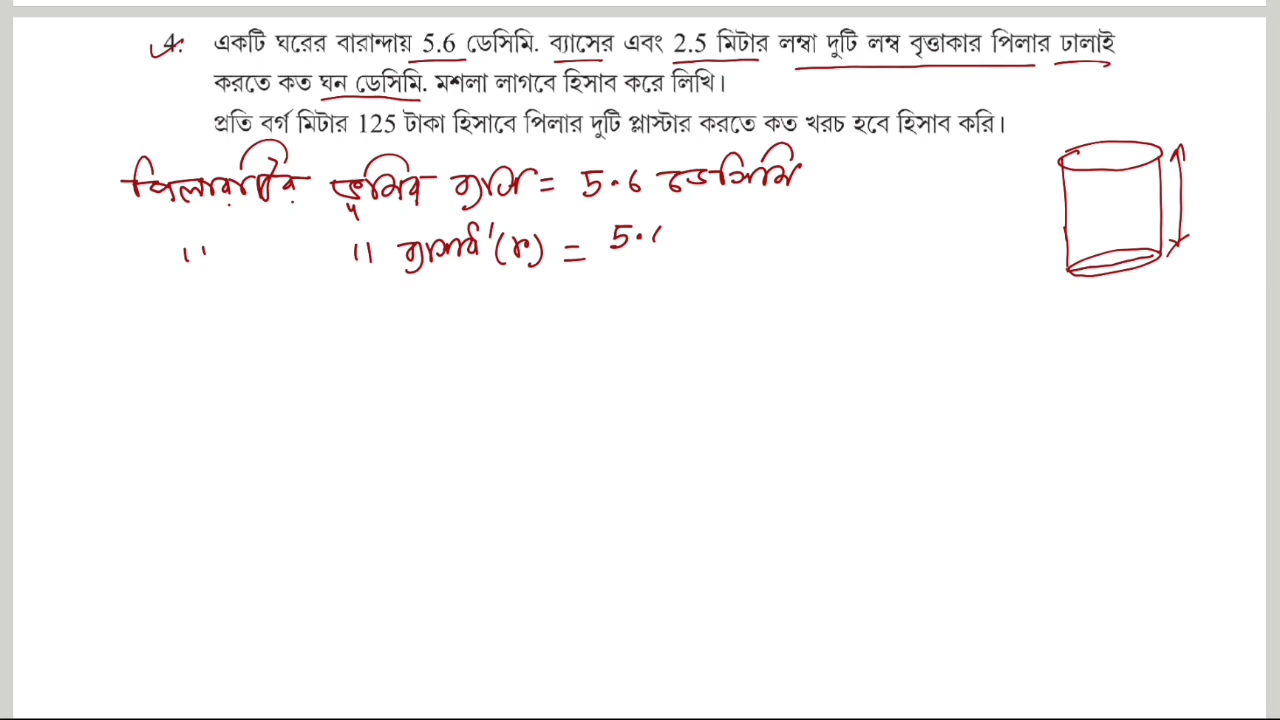 4. একটি ঘরের বারান্দায় 5.6 ডেসিমি. ব্যাসের এবং 2.5 মিটার লম্বা দুটি লম্ব বৃত্তাকার পিলার ঢালাই
করতে কত ঘন ডেসিমি. মশলা লাগবে হিসাব করে লিখি।
প্রতি বর্গ মিটার 125 টাকা হিসাবে পিলার দুটি প্লাস্টার করতে কত খরচ হবে হিসাব করি।
পিলারটির ভূমির ব্যাস = 5.6 ডেসিমি
" " ব্যাসার্ধ (r) = 5.